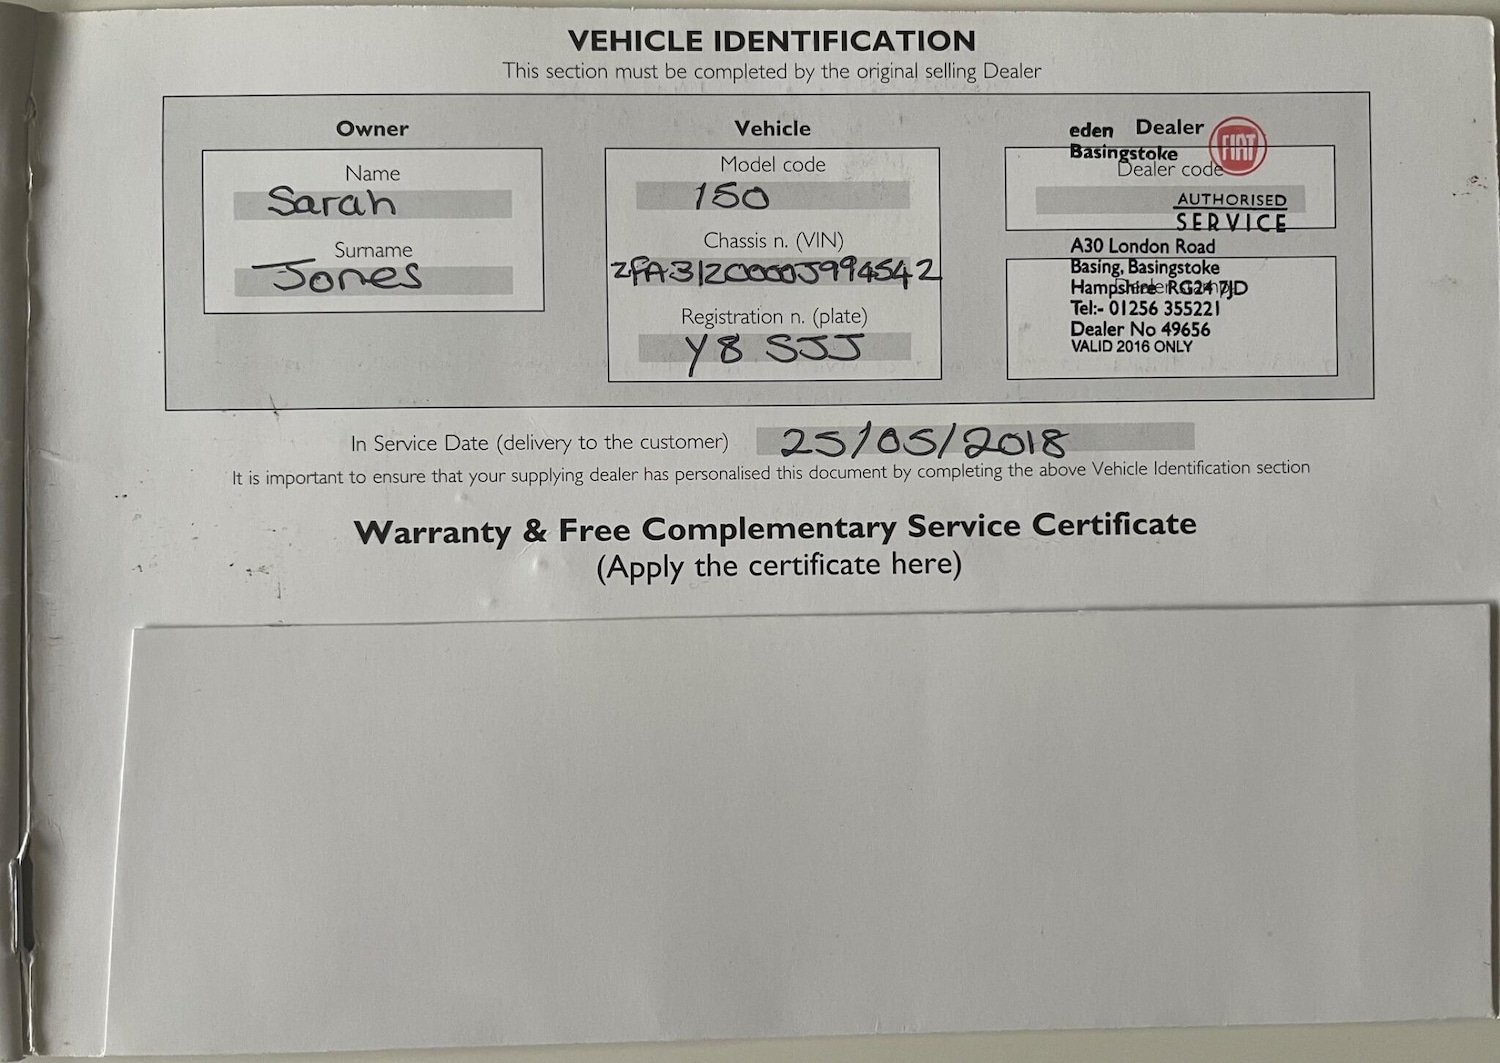 VEHICLE IDENTIFICATION
This section must be completed by the original selling Dealer
Owner
Name
Sarah
Surname
Jones
Vehicle
Model code
150
Chassis n. (VIN)
ZFA3120000J994542
Registration n. (plate)
Y8 SJJ
Dealer
eden
Basingstoke
FIAT
Dealer code
AUTHORISED
SERVICE
A30 London Road
Basing, Basingstoke
Hampshire RG24 7JD
Tel:- 01256 355221
Dealer No 49656
VALID 2016 ONLY
In Service Date (delivery to the customer) 25/05/2018
It is important to ensure that your supplying dealer has personalised this document by completing the above Vehicle Identification section
Warranty & Free Complementary Service Certificate
(Apply the certificate here)